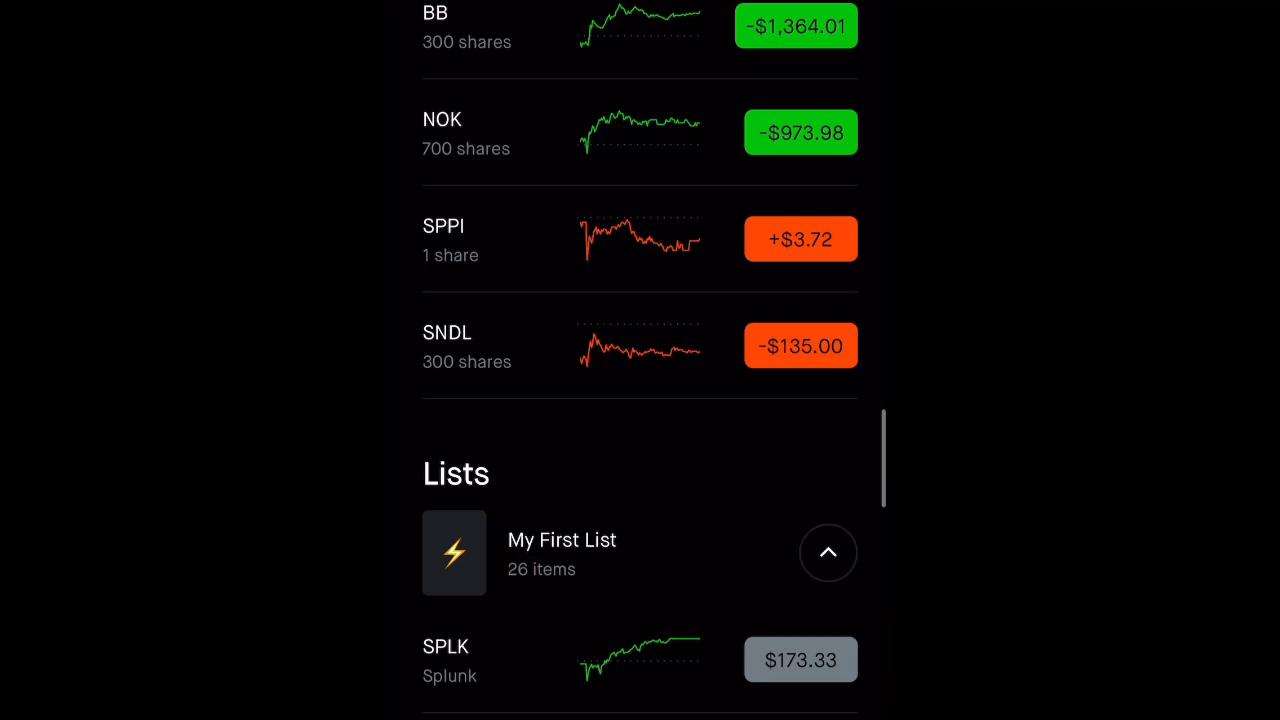 BB
300 shares
-$1,364.01
NOK
700 shares
-$973.98
SPPI
1 share
+$3.72
SNDL
300 shares
-$135.00
Lists
My First List
26 items
SPLK
Splunk
$173.33